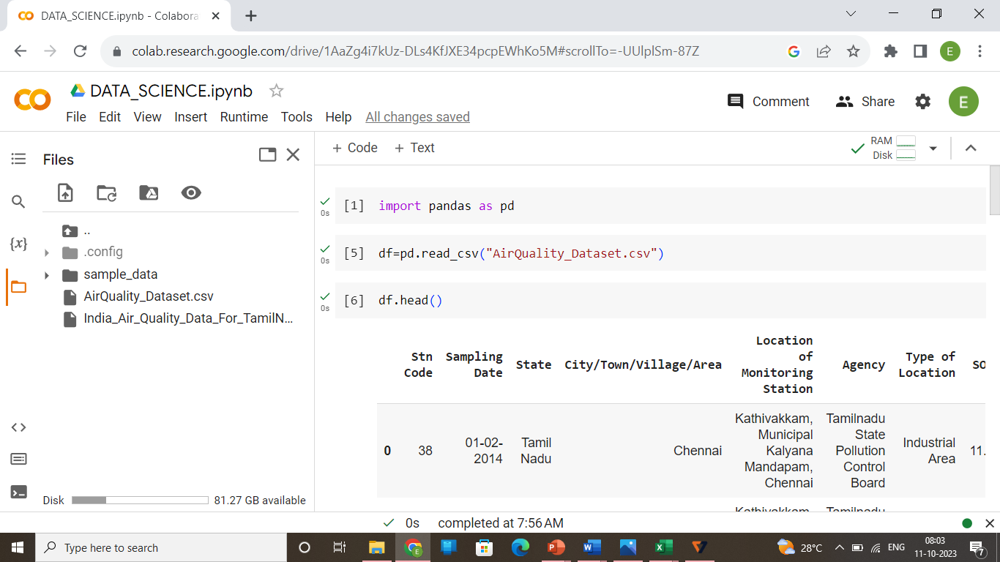 DATA_SCIENCE.ipynb - Colabora
colab.research.google.com/drive/1AaZg4i7kUz-DLs4KfJXE34pcpEWhKo5M#scrollTo=-UUlplSm-87Z
E
DATA_SCIENCE.ipynb
Comment
Share
E
File Edit View Insert Runtime Tools Help All changes saved
Files
+ Code + Text
RAM
Disk
[1] import pandas as pd
0s
..
{x}
.config
[5] df=pd.read_csv("AirQuality_Dataset.csv")
0s
sample_data
AirQuality_Dataset.csv
[6] df.head()
0s
India_Air_Quality_Data_For_TamilN...
Stn Code
Sampling Date
State
City/Town/Village/Area
Location of Monitoring Station
Agency
Type of Location
SO
0
38
01-02-2014
Tamil Nadu
Chennai
Kathivakkam, Municipal Kalyana Mandapam, Chennai
Tamilnadu State Pollution Control Board
Industrial Area
11.
Kathivakkam,
Tamilnadu
Disk
81.27 GB available
0s completed at 7:56 AM
Type here to search
28°C
ENG
08:03
11-10-2023
7